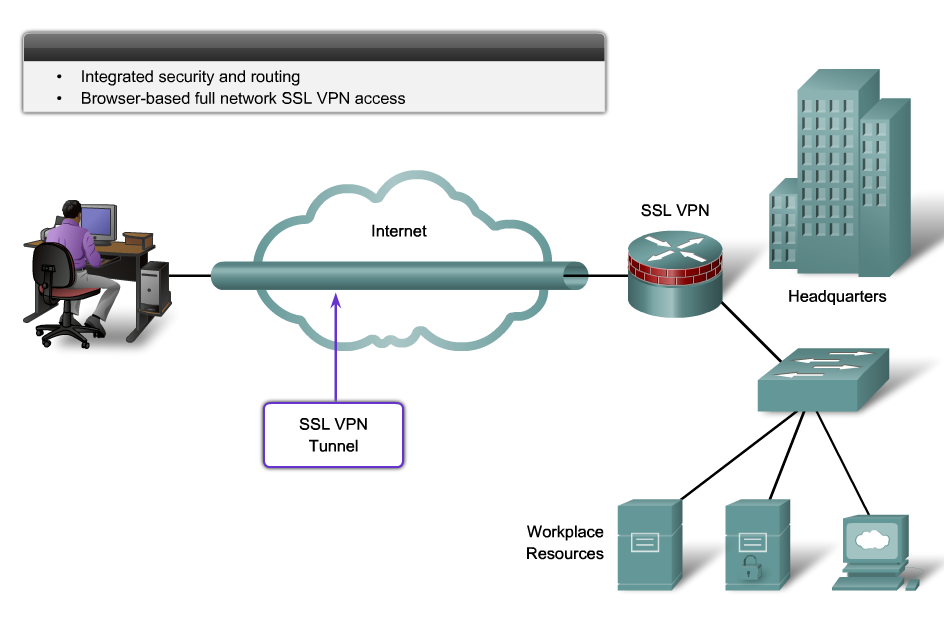 • Integrated security and routing
• Browser-based full network SSL VPN access
Internet
SSL VPN
Headquarters
SSL VPN
Tunnel
Workplace
Resources